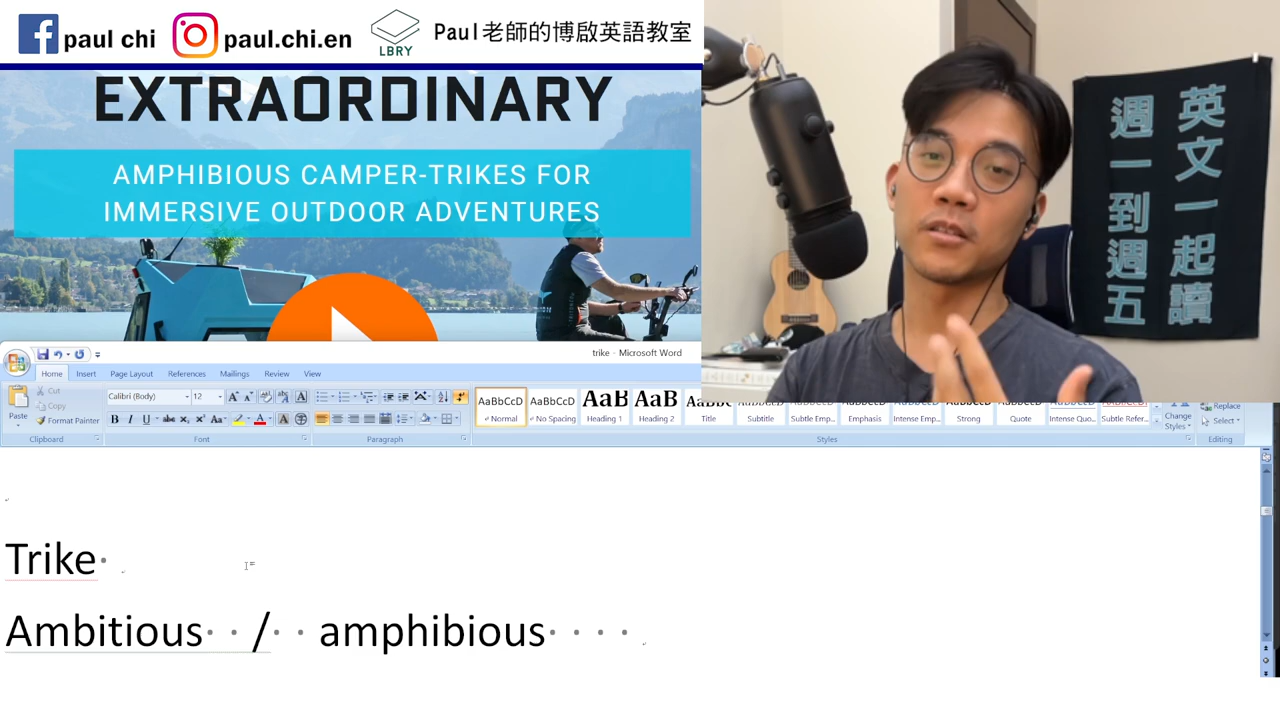 paul chi
paul.chi.en
LBRY
Paul老師的博啟英語教室
EXTRAORDINARY
AMPHIBIOUS CAMPER-TRIKES FOR
IMMERSIVE OUTDOOR ADVENTURES
英文一起讀
週一到週五
trike - Microsoft Word
Home Insert Page Layout References Mailings Review View
Paste
Cut
Copy
Format Painter
Calibri (Body) 12
AaBbCcD AaBbCcD AaB AaB
Normal No Spacing Heading 1 Heading 2 Title Subtitle Subtle Emp... Emphasis Intense Emp... Strong Quote Intense Quo... Subtle Refer...
Change Styles
Replace
Select
Clipboard Font Paragraph Styles Editing
Trike
Ambitious / amphibious